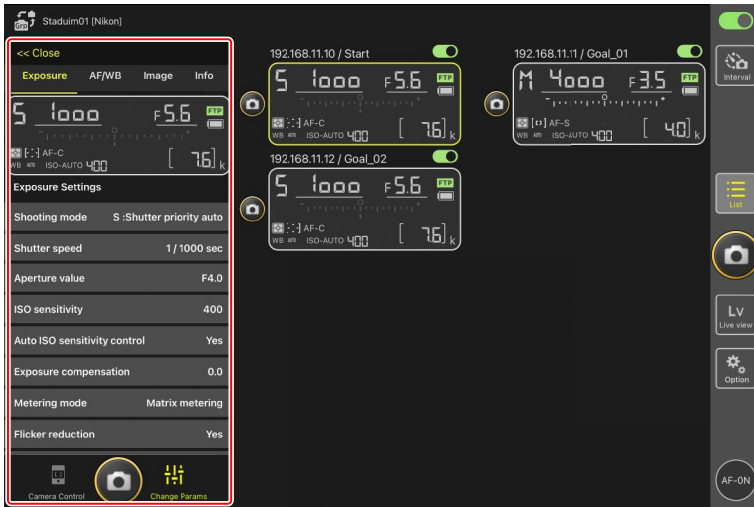 Grp
Staduim01 [Nikon]
<< Close
Exposure AF/WB Image Info
S 1000 F5.6 FTP
AF-C
WB ISO-AUTO 400 [ 7.6] k
Exposure Settings
Shooting mode S :Shutter priority auto
Shutter speed 1/1000 sec
Aperture value F4.0
ISO sensitivity 400
Auto ISO sensitivity control Yes
Exposure compensation 0.0
Metering mode Matrix metering
Flicker reduction Yes
Camera Control
Change Params
192.168.11.10 / Start
S 1000 F5.6 FTP
AF-C
WB ISO-AUTO 400 [ 7.6] k
192.168.11.11 / Goal_01
M 4000 F3.5 FTP
AF-S
WB ISO-AUTO 400 [ 4.0] k
192.168.11.12 / Goal_02
S 1000 F5.6 FTP
AF-C
WB ISO-AUTO 400 [ 7.6] k
Interval
List
Lv
Live view
Option
AF-ON